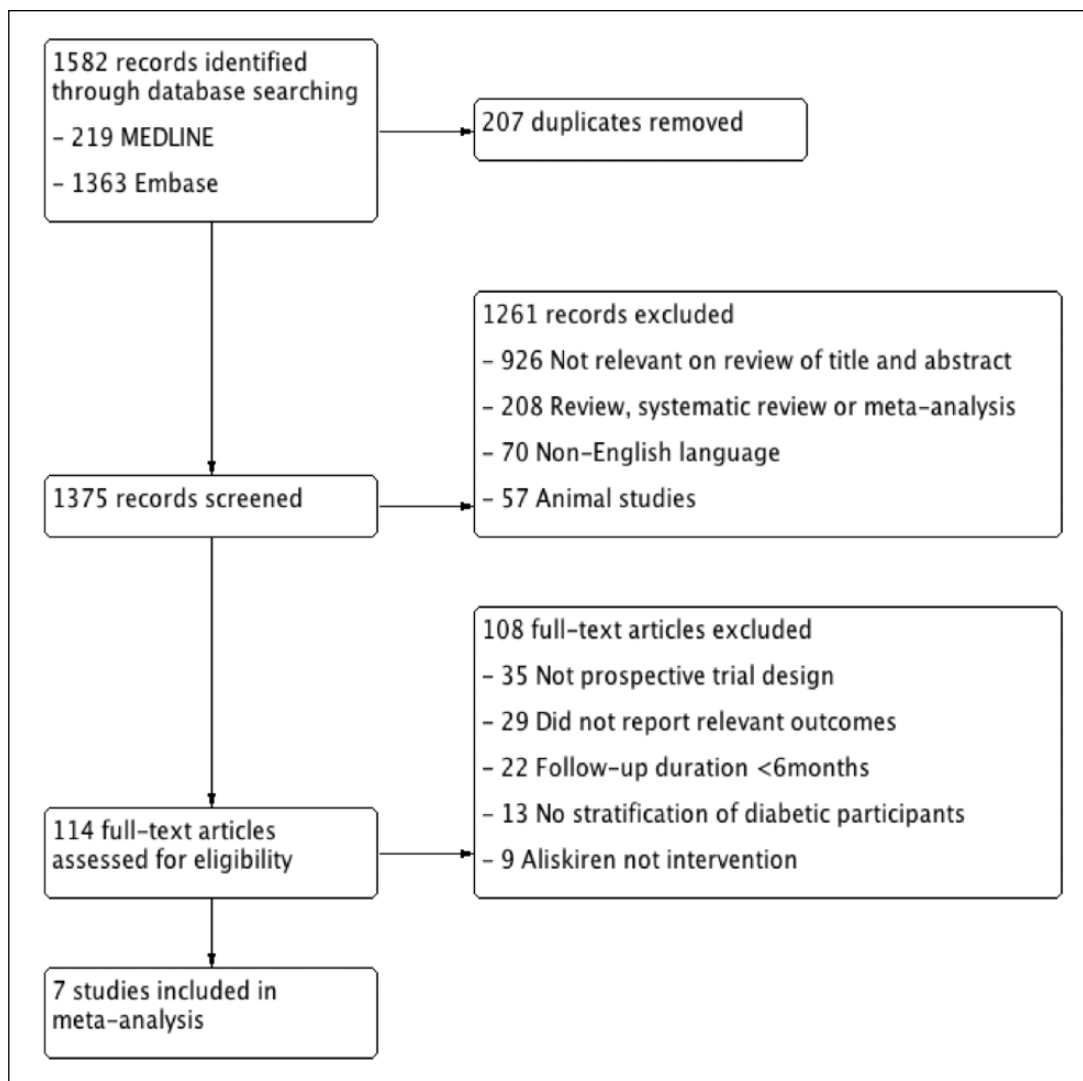 1582 records identified
through database searching
– 219 MEDLINE
– 1363 Embase
207 duplicates removed
1261 records excluded
– 926 Not relevant on review of title and abstract
– 208 Review, systematic review or meta-analysis
– 70 Non-English language
– 57 Animal studies
1375 records screened
108 full-text articles excluded
– 35 Not prospective trial design
– 29 Did not report relevant outcomes
– 22 Follow-up duration <6months
– 13 No stratification of diabetic participants
– 9 Aliskiren not intervention
114 full-text articles
assessed for eligibility
7 studies included in
meta-analysis